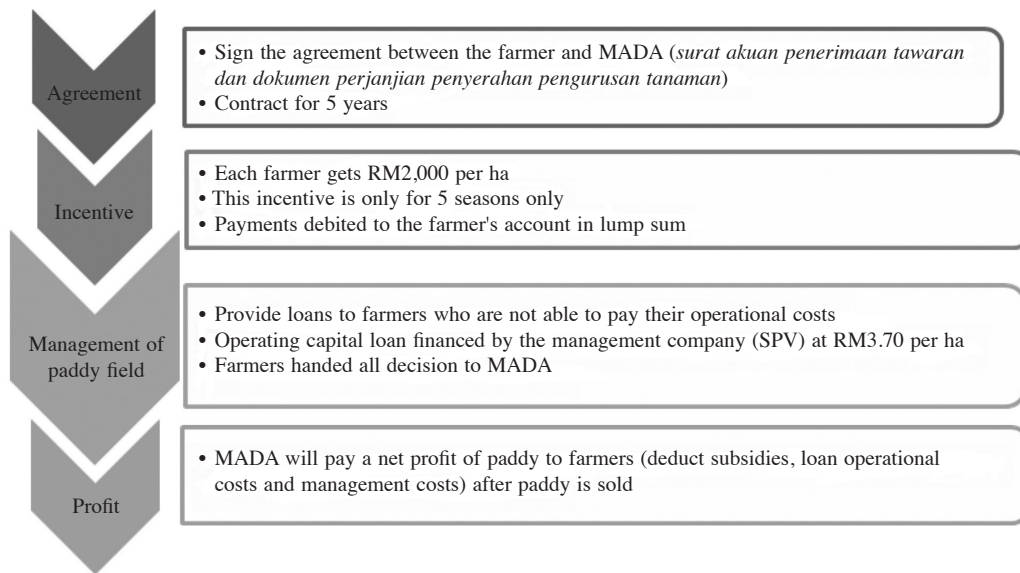 Agreement
• Sign the agreement between the farmer and MADA (surat akuan penerimaan tawaran
dan dokumen perjanjian penyerahan pengurusan tanaman)
• Contract for 5 years
Incentive
• Each farmer gets RM2,000 per ha
• This incentive is only for 5 seasons only
• Payments debited to the farmer's account in lump sum
Management of
paddy field
• Provide loans to farmers who are not able to pay their operational costs
• Operating capital loan financed by the management company (SPV) at RM3.70 per ha
• Farmers handed all decision to MADA
Profit
• MADA will pay a net profit of paddy to farmers (deduct subsidies, loan operational
costs and management costs) after paddy is sold